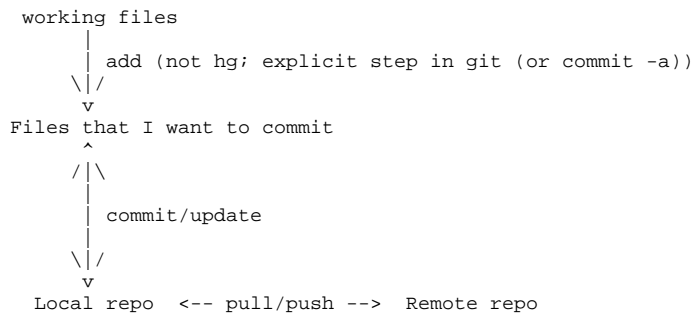 working files
add (not hg; explicit step in git (or commit -a))
Files that I want to commit
commit/update
Local repo <-- pull/push --> Remote repo